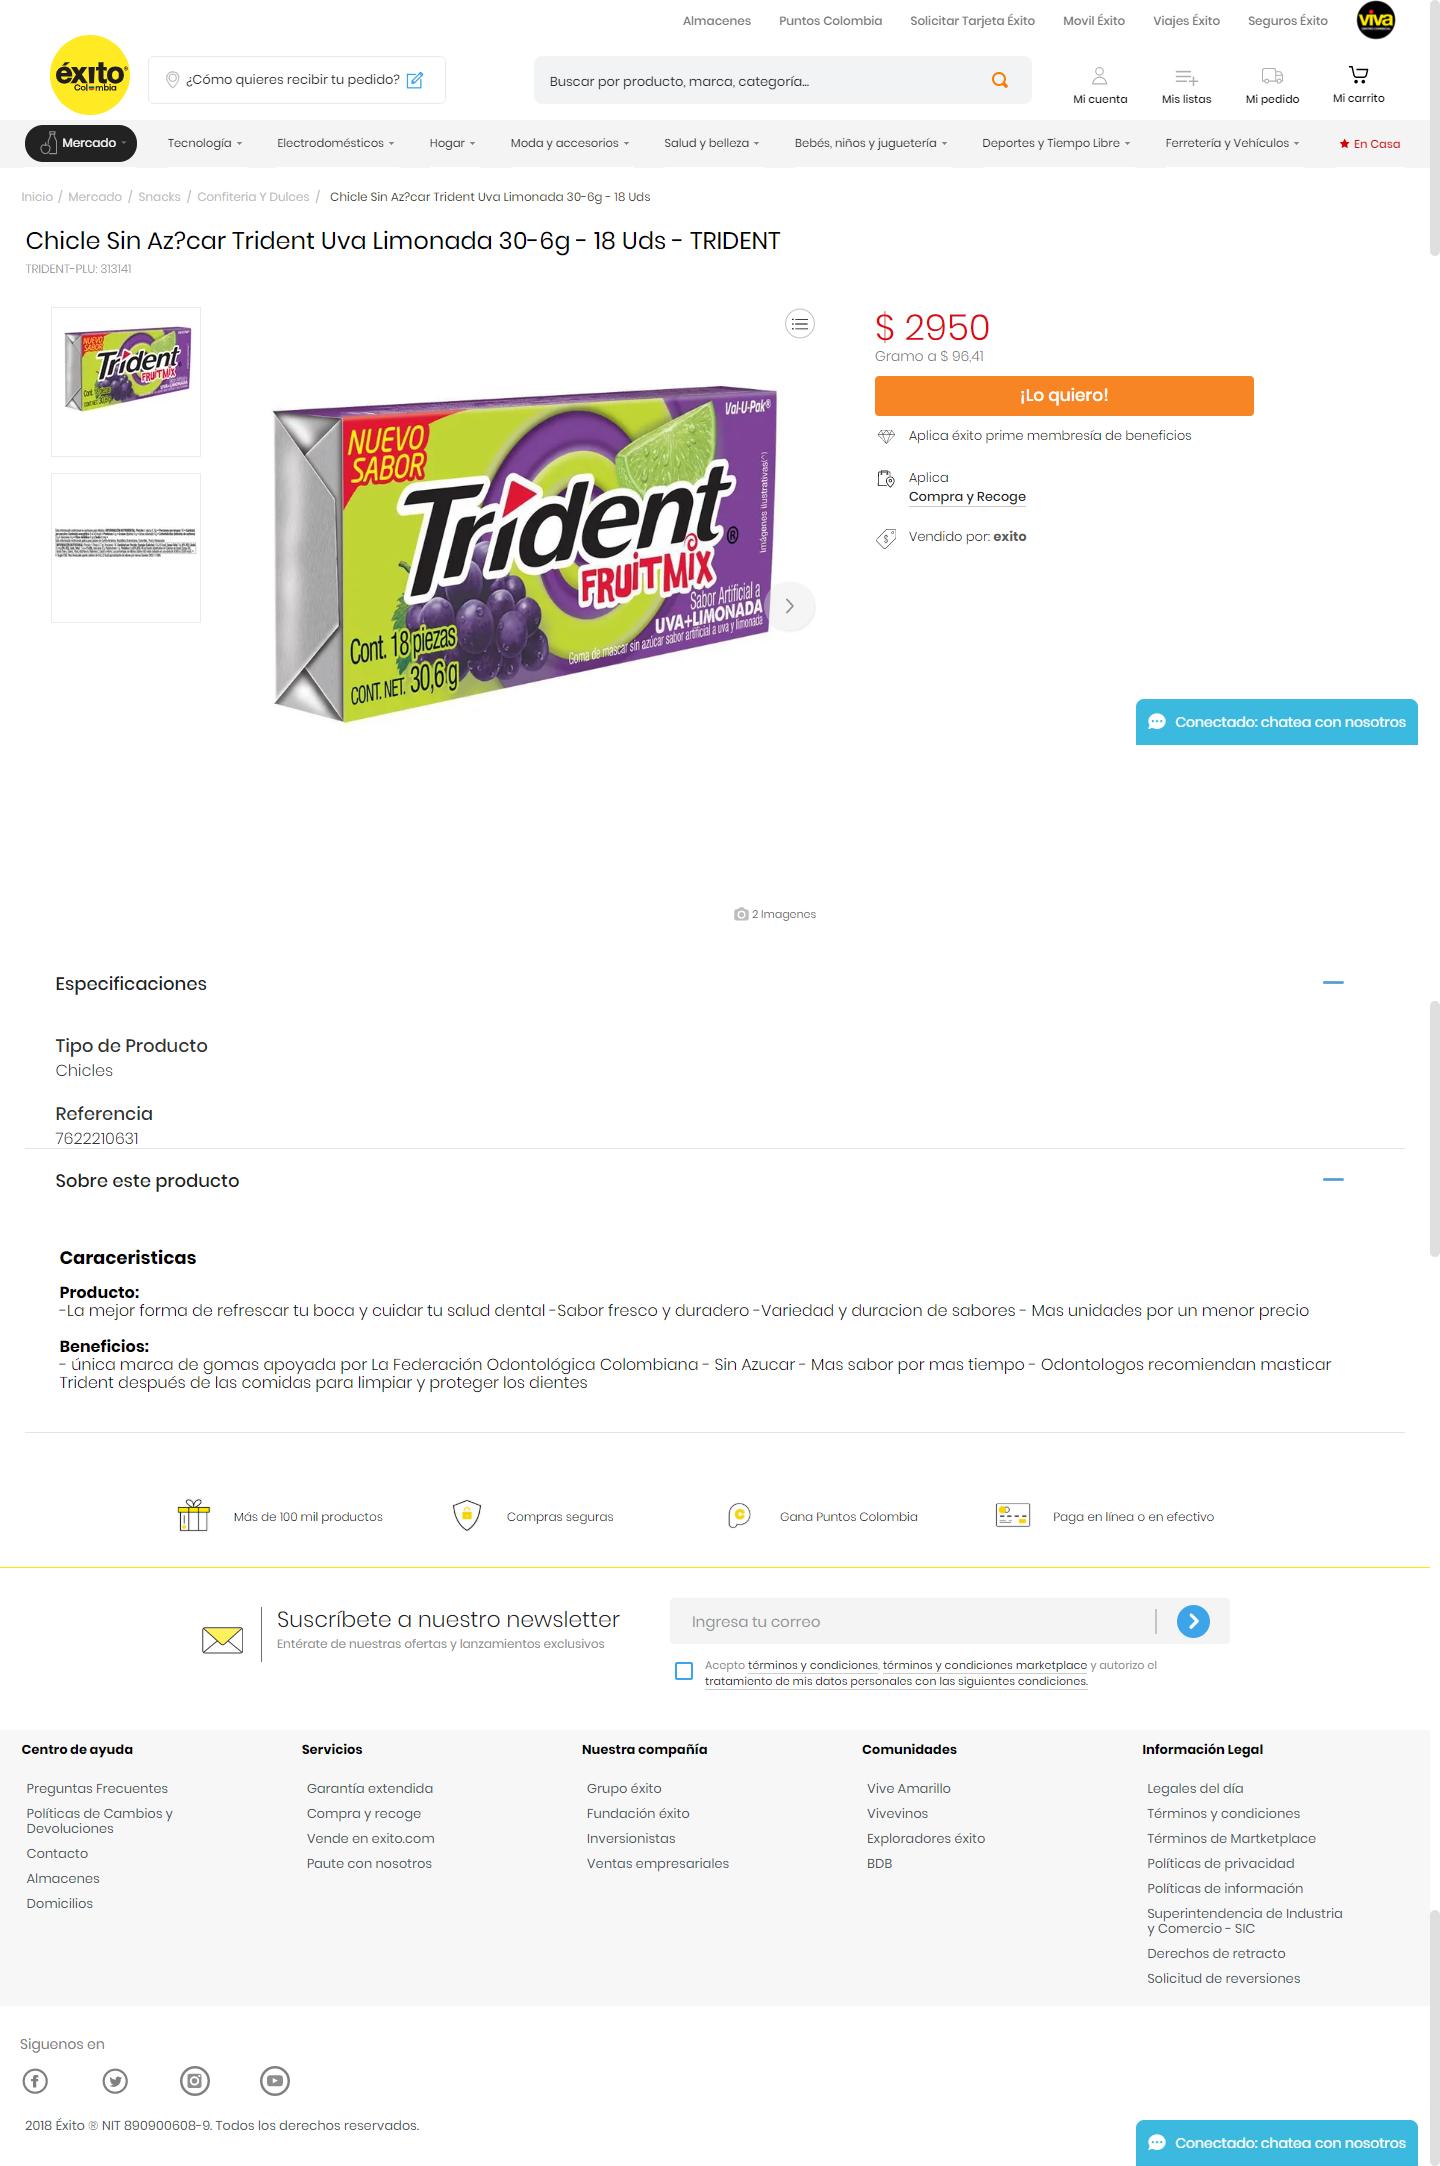 Almacenes
Puntos Colombia
Solicitar Tarjeta Éxito
Movil Éxito
Viajes Éxito
Seguros Éxito
viva
éxito
Colombia
¿Cómo quieres recibir tu pedido?
Buscar por producto, marca, categoría...
Mi cuenta
Mis listas
Mi pedido
Mi carrito
Mercado
Tecnología
Electrodomésticos
Hogar
Moda y accesorios
Salud y belleza
Bebés, niños y juguetería
Deportes y Tiempo Libre
Ferretería y Vehículos
En Casa
Inicio / Mercado / Snacks / Confiteria Y Dulces / Chicle Sin Az?car Trident Uva Limonada 30-6g - 18 Uds
Chicle Sin Az?car Trident Uva Limonada 30-6g - 18 Uds - TRIDENT
TRIDENT-PLU: 313141
NUEVO
SABOR
Val-U-Pak®
Trident®
FRUITMIX
Imágenes ilustrativas(^)
Sabor Artificial a
UVA+LIMONADA
Goma de mascar sin azúcar sabor artificial a uva y limonada
Cont. 18 piezas
CONT. NET. 30,6 g
$ 2950
Gramo a $ 96,41
¡Lo quiero!
Aplica éxito prime membresía de beneficios
Aplica
Compra y Recoge
Vendido por: exito
Conectado: chatea con nosotros
2 Imagenes
Especificaciones
Tipo de Producto
Chicles
Referencia
7622210631
Sobre este producto
Caraceristicas
Producto:
-La mejor forma de refrescar tu boca y cuidar tu salud dental -Sabor fresco y duradero -Variedad y duracion de sabores - Mas unidades por un menor precio
Beneficios:
- única marca de gomas apoyada por La Federación Odontológica Colombiana - Sin Azucar - Mas sabor por mas tiempo - Odontologos recomiendan masticar
Trident después de las comidas para limpiar y proteger los dientes
Más de 100 mil productos
Compras seguras
Gana Puntos Colombia
Paga en línea o en efectivo
Suscríbete a nuestro newsletter
Entérate de nuestras ofertas y lanzamientos exclusivos
Ingresa tu correo
Acepto términos y condiciones, términos y condiciones marketplace y autorizo el
tratamiento de mis datos personales con las siguientes condiciones.
Centro de ayuda
Preguntas Frecuentes
Políticas de Cambios y
Devoluciones
Contacto
Almacenes
Domicilios
Servicios
Garantía extendida
Compra y recoge
Vende en exito.com
Paute con nosotros
Nuestra compañía
Grupo éxito
Fundación éxito
Inversionistas
Ventas empresariales
Comunidades
Vive Amarillo
Vivevinos
Exploradores éxito
BDB
Información Legal
Legales del día
Términos y condiciones
Términos de Martketplace
Políticas de privacidad
Políticas de información
Superintendencia de Industria
y Comercio - SIC
Derechos de retracto
Solicitud de reversiones
Siguenos en
2018 Éxito ® NIT 890900608-9. Todos los derechos reservados.
Conectado: chatea con nosotros